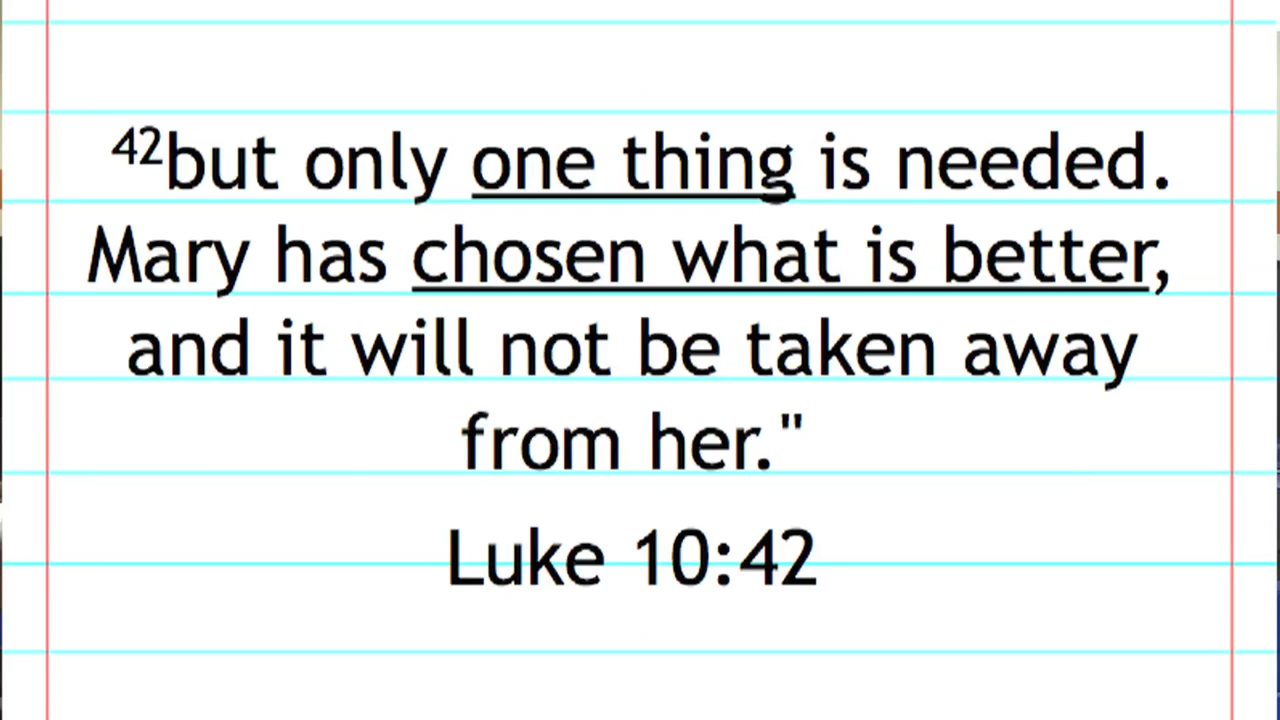 42but only one thing is needed.
Mary has chosen what is better,
and it will not be taken away
from her."
Luke 10:42